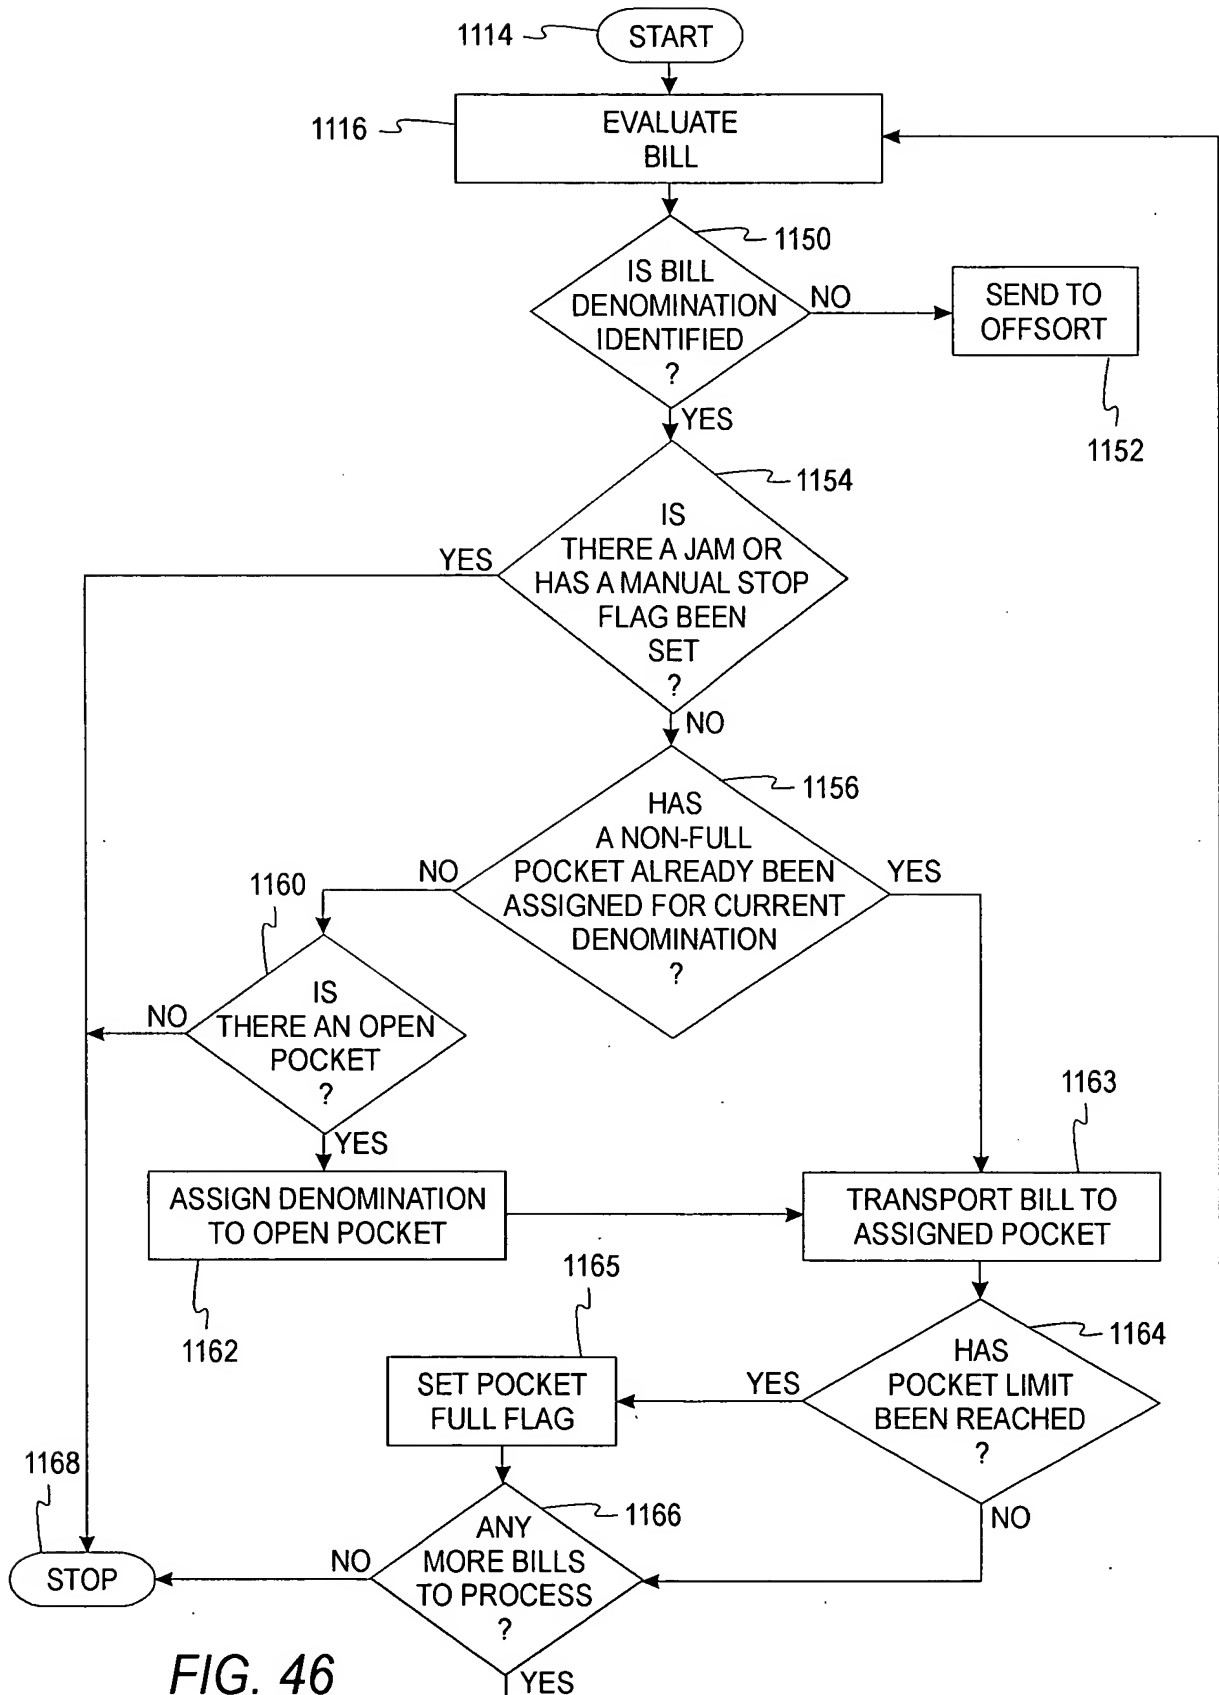 1114
START
1116
EVALUATE
BILL
1150
IS BILL
DENOMINATION
IDENTIFIED
?
NO
SEND TO
OFFSORT
1152
YES
1154
IS
THERE A JAM OR
HAS A MANUAL STOP
FLAG BEEN
SET
?
YES
NO
1156
HAS
A NON-FULL
POCKET ALREADY BEEN
ASSIGNED FOR CURRENT
DENOMINATION
?
NO
YES
1160
IS
THERE AN OPEN
POCKET
?
NO
YES
1163
ASSIGN DENOMINATION
TO OPEN POCKET
1162
TRANSPORT BILL TO
ASSIGNED POCKET
1165
1164
HAS
POCKET LIMIT
BEEN REACHED
?
YES
NO
SET POCKET
FULL FLAG
1166
ANY
MORE BILLS
TO PROCESS
?
NO
1168
STOP
YES
FIG. 46